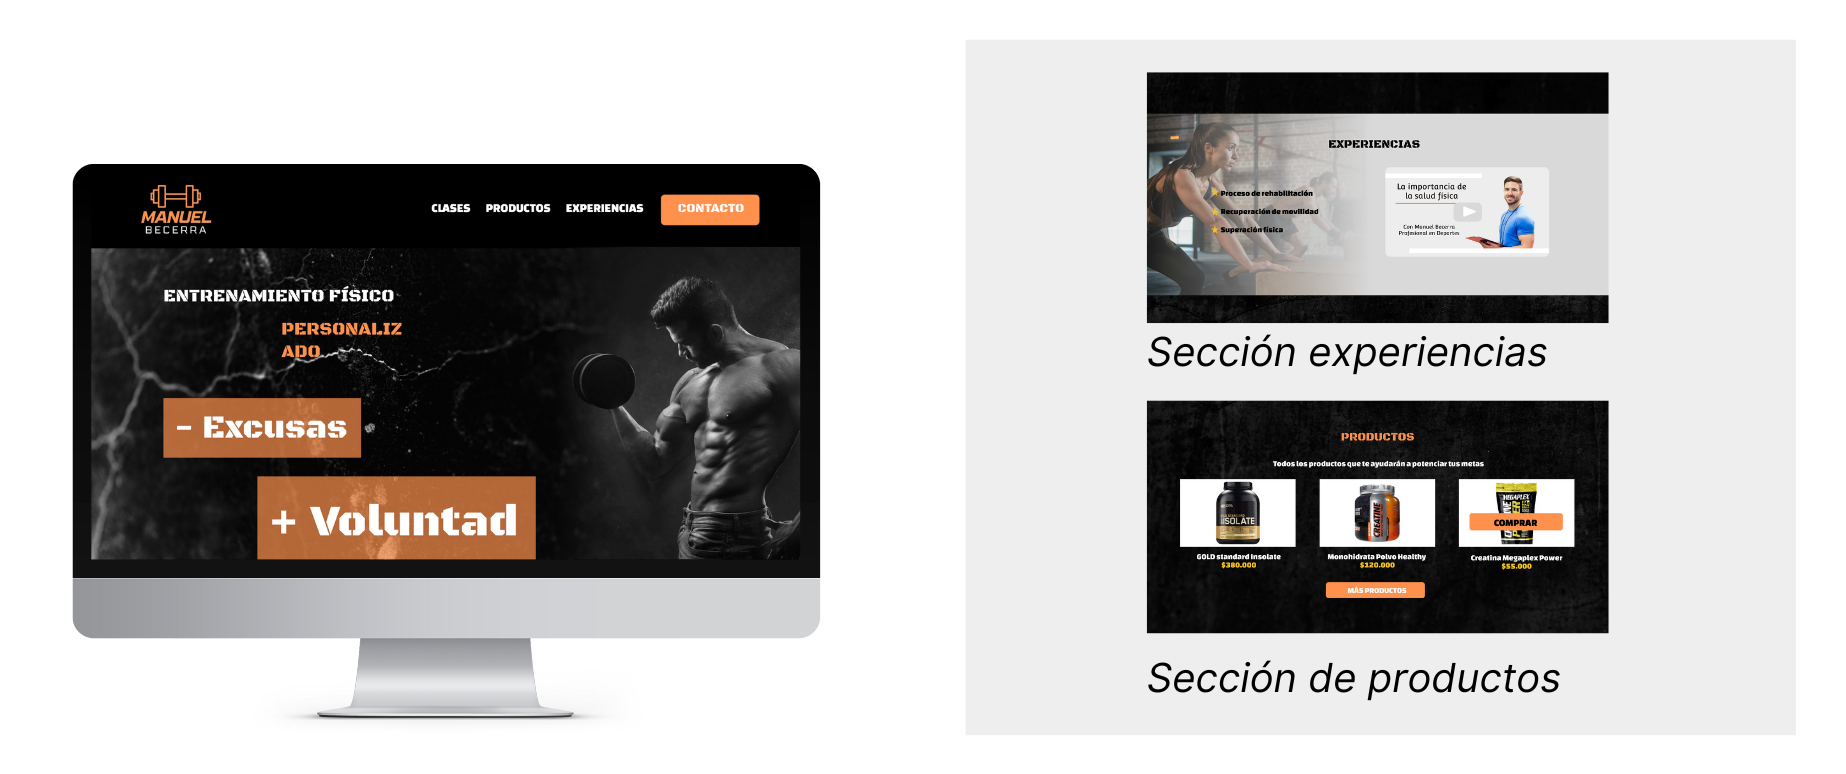 MANUEL
BECERRA
CLASES PRODUCTOS EXPERIENCIAS CONTACTO
ENTRENAMIENTO FÍSICO
PERSONALIZ
ADO
- Excusas
+ Voluntad
EXPERIENCIAS
Proceso de rehabilitación
Recuperación de movilidad
Superación física
La importancia de
la salud física
Con Manuel Becerra
Profesional en Deportes
Sección experiencias
PRODUCTOS
Todos los productos que te ayudarán a potenciar tus metas
ISOLATE
CREATINE
MEGAPLEX
COMPRAR
GOLD standard Insolate
$380.000
Monohidrata Polvo Healthy
$120.000
Creatina Megaplex Power
$55.000
MÁS PRODUCTOS
Sección de productos